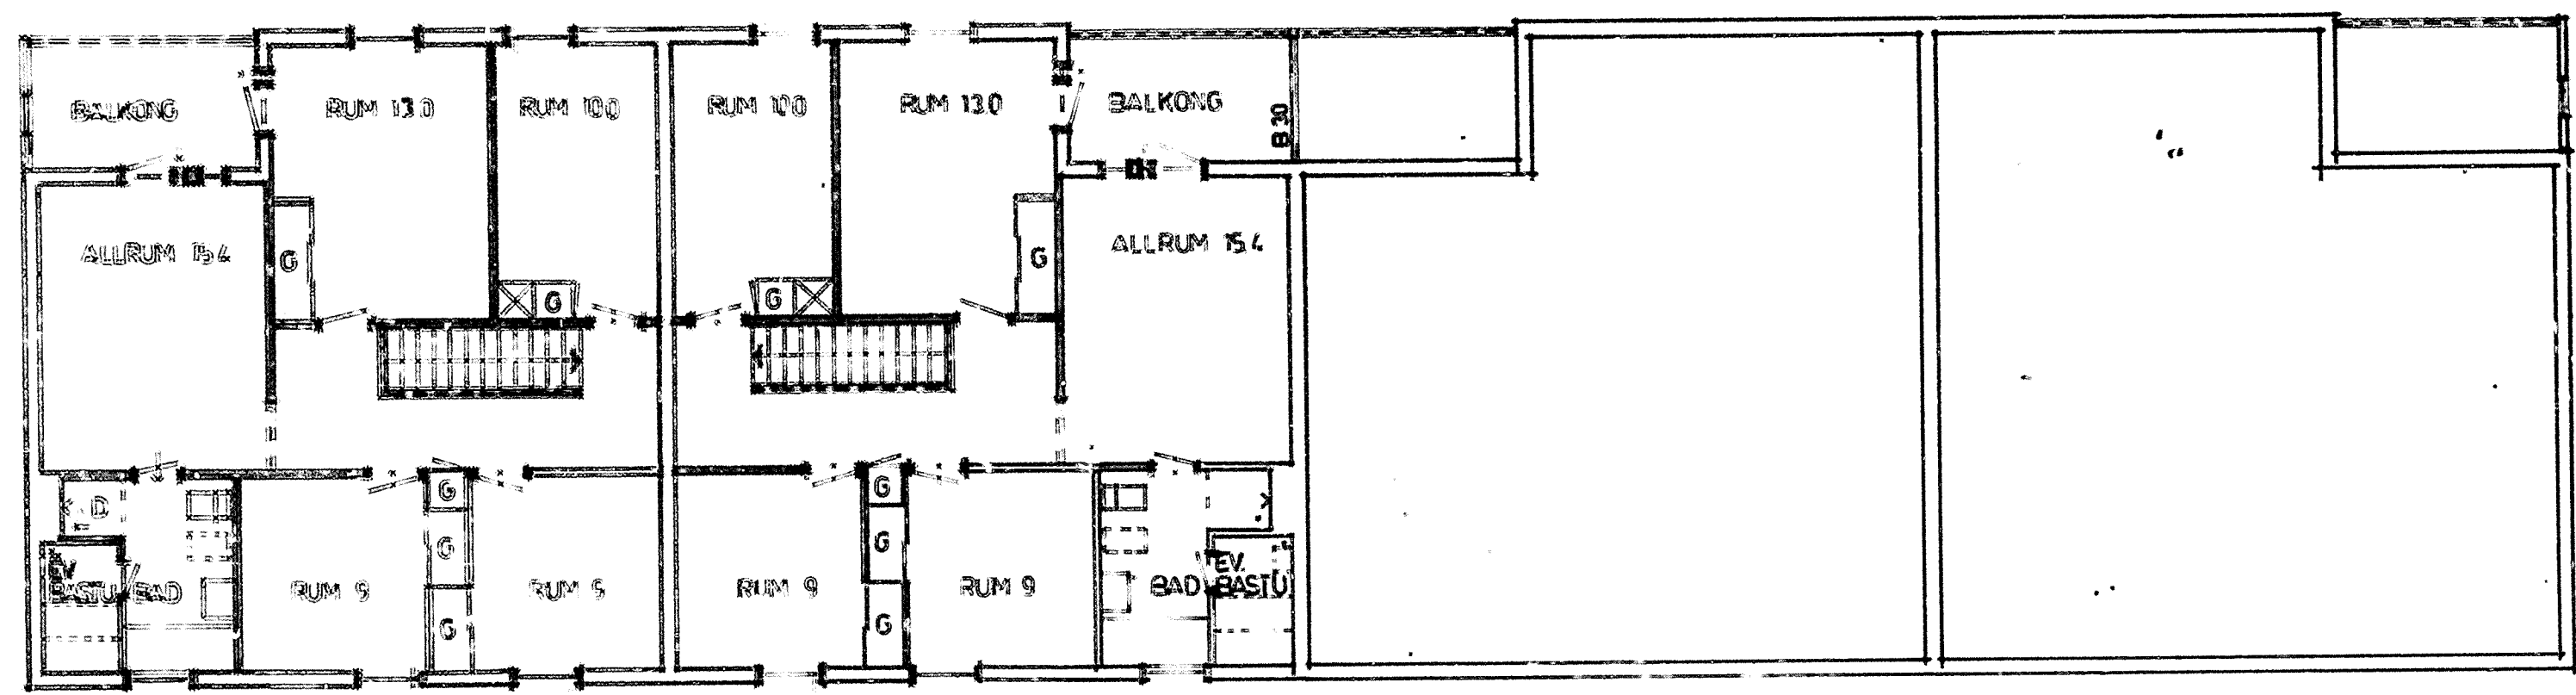 BALKONG
RUM 13.0
RUM 10.0
RUM 10.0
RUM 13.0
BALKONG
B 30
ALLRUM 15.4
G
G
G
G
ALLRUM 15.4
D
G
G
G
G
G
G
EV.
BASTU
BAD
RUM 9
RUM 9
RUM 9
RUM 9
BAD
EV.
BASTU